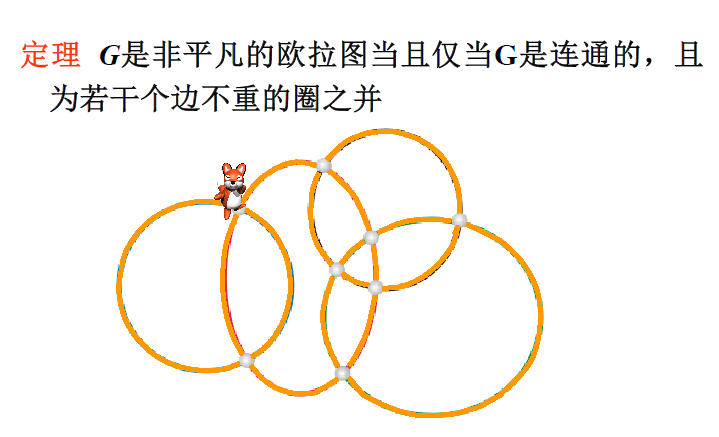 定理 G是非平凡的欧拉图当且仅当G是连通的，且
为若干个边不重的圈之并